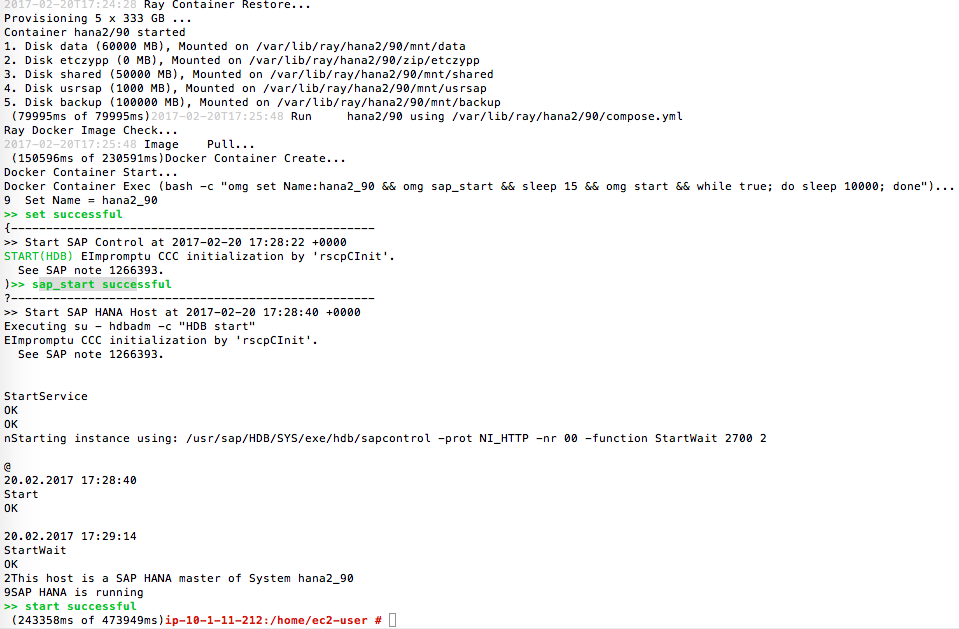 2017-02-20T17:24:28 Ray Container Restore...
Provisioning 5 x 333 GB ...
Container hana2/90 started
1. Disk data (60000 MB), Mounted on /var/lib/ray/hana2/90/mnt/data
2. Disk etczypp (0 MB), Mounted on /var/lib/ray/hana2/90/zip/etczypp
3. Disk shared (50000 MB), Mounted on /var/lib/ray/hana2/90/mnt/shared
4. Disk usrsap (1000 MB), Mounted on /var/lib/ray/hana2/90/mnt/usrsap
5. Disk backup (100000 MB), Mounted on /var/lib/ray/hana2/90/mnt/backup
(79995ms of 79995ms)2017-02-20T17:25:48 Run     hana2/90 using /var/lib/ray/hana2/90/compose.yml
Ray Docker Image Check...
2017-02-20T17:25:48 Image    Pull...
(150596ms of 230591ms)Docker Container Create...
Docker Container Start...
Docker Container Exec (bash -c "omg set Name:hana2_90 && omg sap_start && sleep 15 && omg start && while true; do sleep 10000; done")...
9  Set Name = hana2_90
>> set successful
{----------------------------------------------------
>> Start SAP Control at 2017-02-20 17:28:22 +0000
START(HDB) EImpromptu CCC initialization by 'rscpCInit'.
  See SAP note 1266393.
)>> sap_start successful
?----------------------------------------------------
>> Start SAP HANA Host at 2017-02-20 17:28:40 +0000
Executing su - hdbadm -c "HDB start"
EImpromptu CCC initialization by 'rscpCInit'.
  See SAP note 1266393.
StartService
OK
OK
nStarting instance using: /usr/sap/HDB/SYS/exe/hdb/sapcontrol -prot NI_HTTP -nr 00 -function StartWait 2700 2
@
20.02.2017 17:28:40
Start
OK
20.02.2017 17:29:14
StartWait
OK
2This host is a SAP HANA master of System hana2_90
9SAP HANA is running
>> start successful
(243358ms of 473949ms)ip-10-1-11-212:/home/ec2-user #